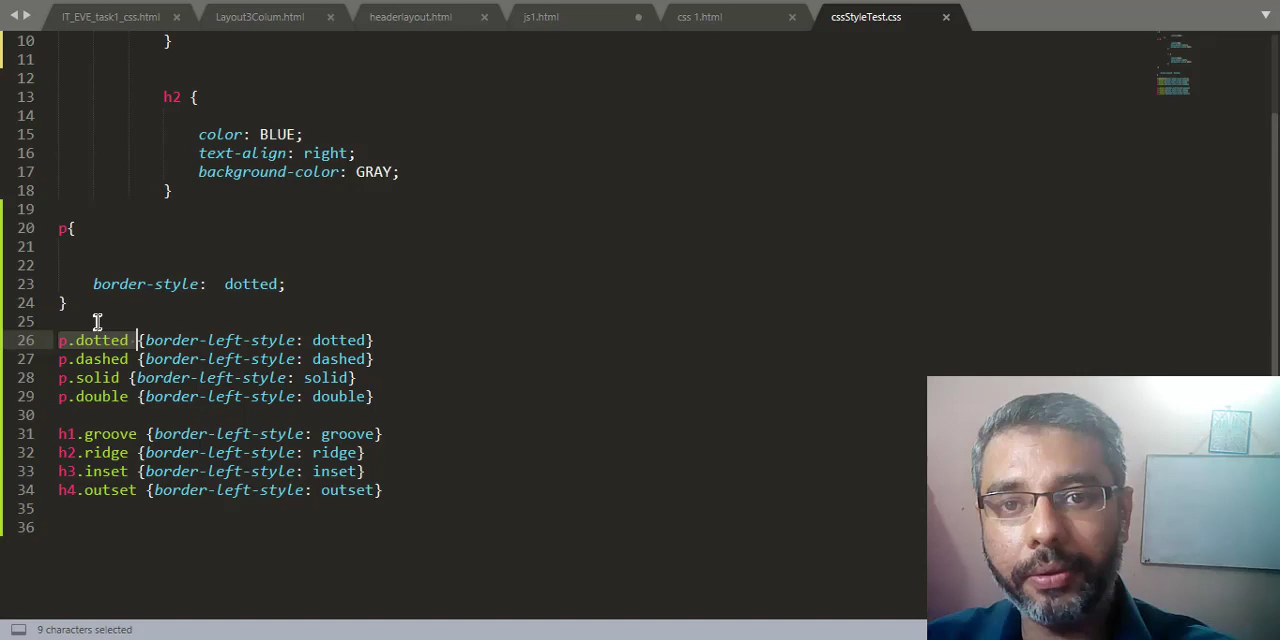 IT_EVE_task1_css.html
Layout3Colum.html
headerlayout.html
js1.html
css 1.html
cssStyleTest.css
10 }
11
12
13 h2 {
14
15 color: BLUE;
16 text-align: right;
17 background-color: GRAY;
18 }
19
20 p{
21
22
23 border-style:  dotted;
24 }
25
26 p.dotted {border-left-style: dotted}
27 p.dashed {border-left-style: dashed}
28 p.solid {border-left-style: solid}
29 p.double {border-left-style: double}
30
31 h1.groove {border-left-style: groove}
32 h2.ridge {border-left-style: ridge}
33 h3.inset {border-left-style: inset}
34 h4.outset {border-left-style: outset}
35
36
9 characters selected